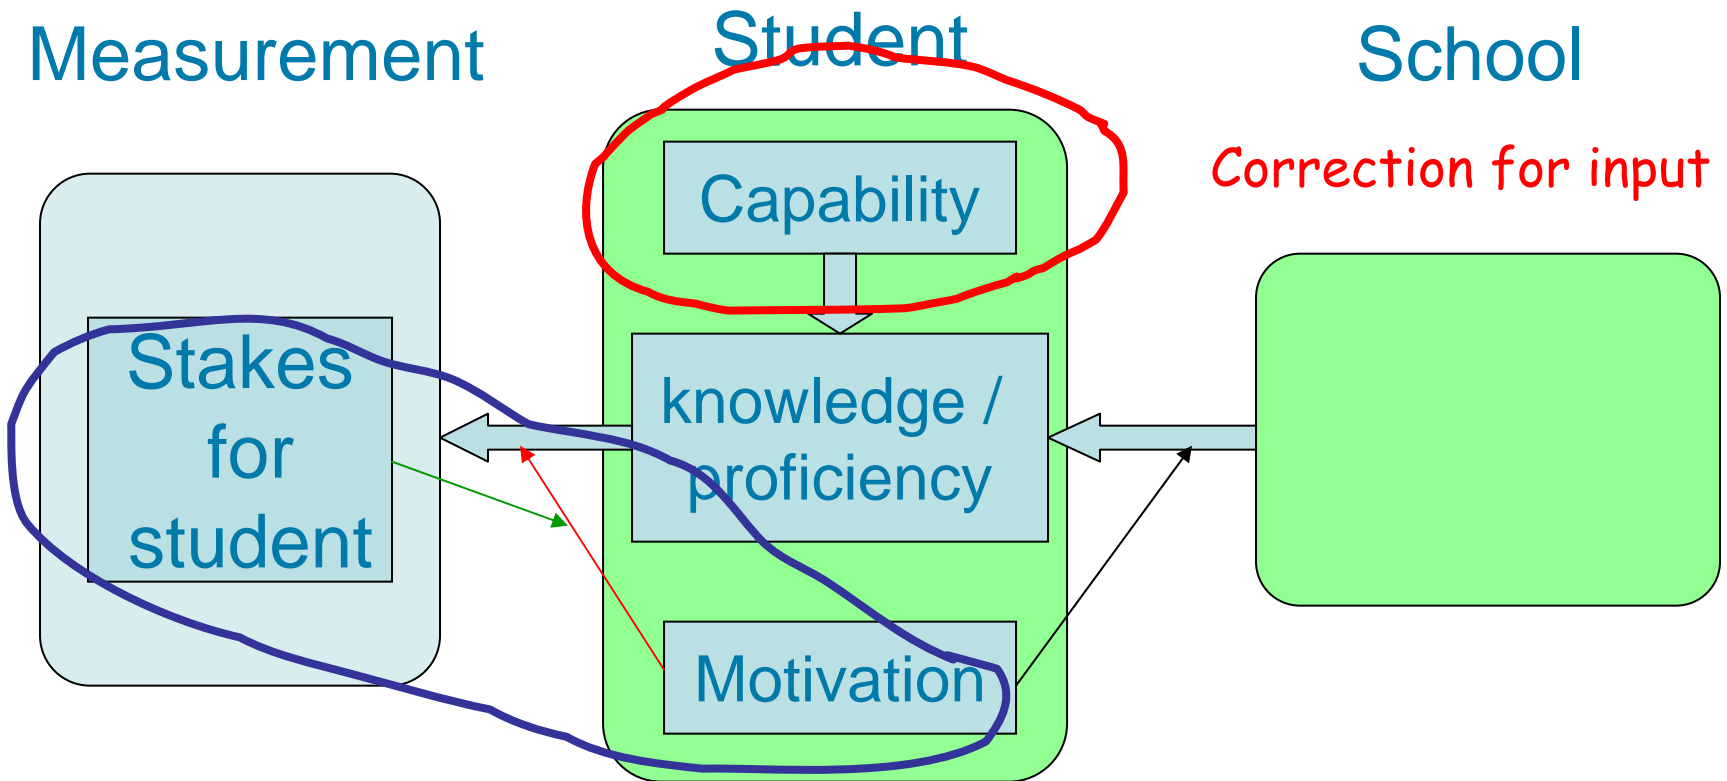 Measurement
Student
School
Correction for input
Capability
Stakes
for
student
knowledge /
proficiency
Motivation